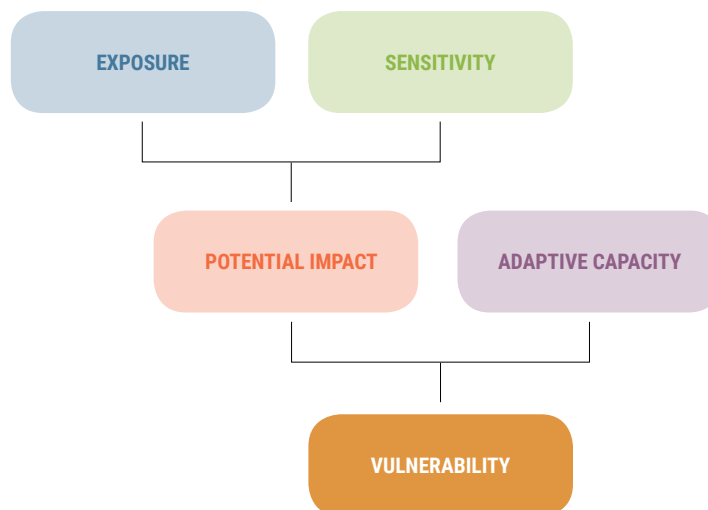 EXPOSURE
SENSITIVITY
POTENTIAL IMPACT
ADAPTIVE CAPACITY
VULNERABILITY